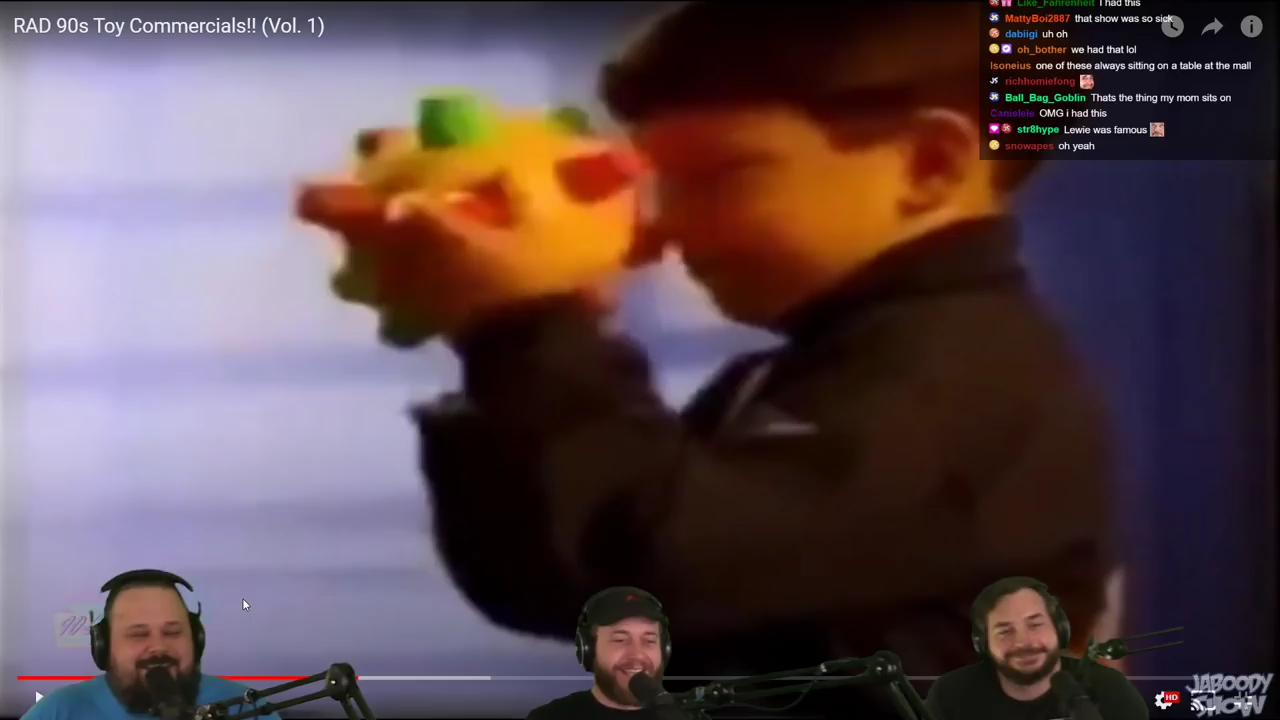 RAD 90s Toy Commercials!! (Vol. 1)
Like_Fahrenheit I had this
MattyBoi2887 that show was so sick
dabiigi uh oh
oh_bother we had that lol
Isoneius one of these always sitting on a table at the mall
richhomiefong
Ball_Bag_Goblin Thats the thing my mom sits on
OMG i had this
str8hype Lewie was famous
snowapes oh yeah
90s
HD
JABOODY
SHOW